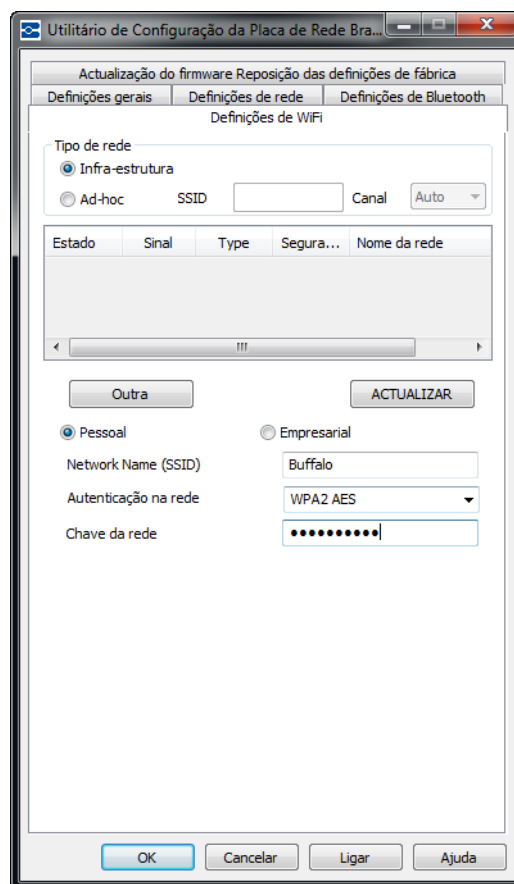 Utilitário de Configuração da Placa de Rede Bra...
Actualização do firmware Reposição das definições de fábrica
Definições gerais Definições de rede Definições de Bluetooth
Definições de WiFi
Tipo de rede
Infra-estrutura
Ad-hoc SSID Canal Auto
Estado Sinal Type Segura... Nome da rede
Outra ACTUALIZAR
Pessoal Empresarial
Network Name (SSID) Buffalo
Autenticação na rede WPA2 AES
Chave da rede ●●●●●●●●●●
OK Cancelar Ligar Ajuda